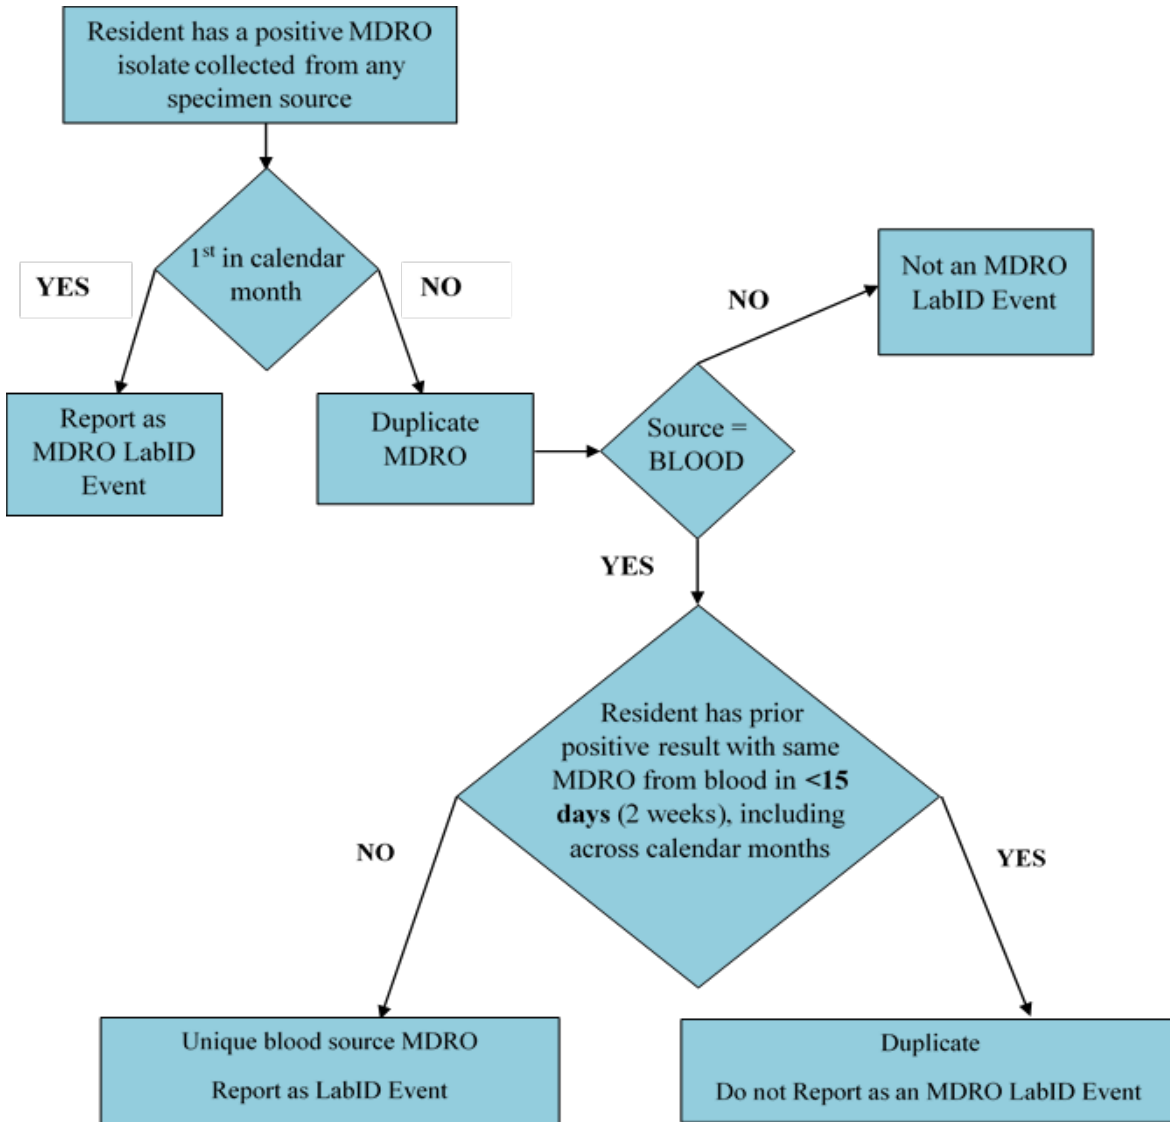 Resident has a positive MDRO
isolate collected from any
specimen source
1st in calendar
month
YES
NO
Report as
MDRO LabID
Event
Duplicate
MDRO
Source =
BLOOD
NO
Not an MDRO
LabID Event
YES
Resident has prior
positive result with same
MDRO from blood in <15
days (2 weeks), including
across calendar months
NO
YES
Unique blood source MDRO
Report as LabID Event
Duplicate
Do not Report as an MDRO LabID Event